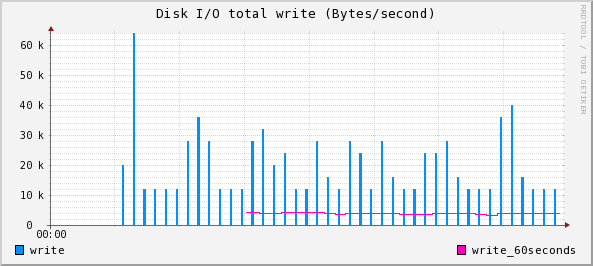 Disk I/O total write (Bytes/second)
RRDTOOL / TOBI OETIKER
60 k
50 k
40 k
30 k
20 k
10 k
0
00:00
write
write_60seconds